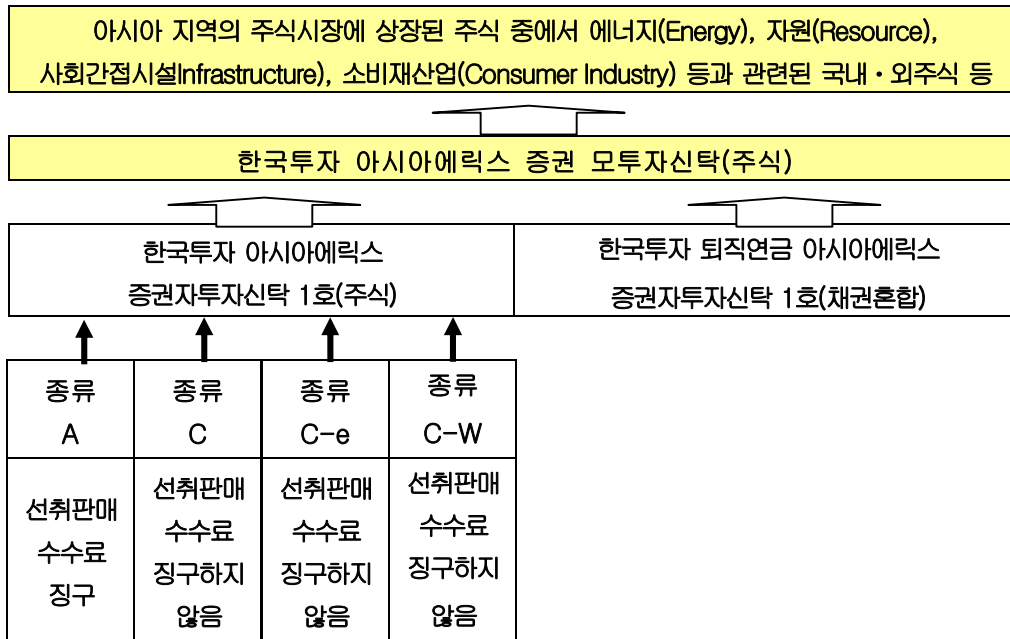 아시아 지역의 주식시장에 상장된 주식 중에서 에너지(Energy), 자원(Resource),
사회간접시설Infrastructure), 소비재산업(Consumer Industry) 등과 관련된 국내·외주식 등
한국투자 아시아에릭스 증권 모투자신탁(주식)
한국투자 아시아에릭스
증권자투자신탁 1호(주식)
한국투자 퇴직연금 아시아에릭스
증권자투자신탁 1호(채권혼합)
종류
A
종류
C
종류
C-e
종류
C-W
선취판매
수수료
징구
선취판매
수수료
징구하지
않음
선취판매
수수료
징구하지
않음
선취판매
수수료
징구하지
않음